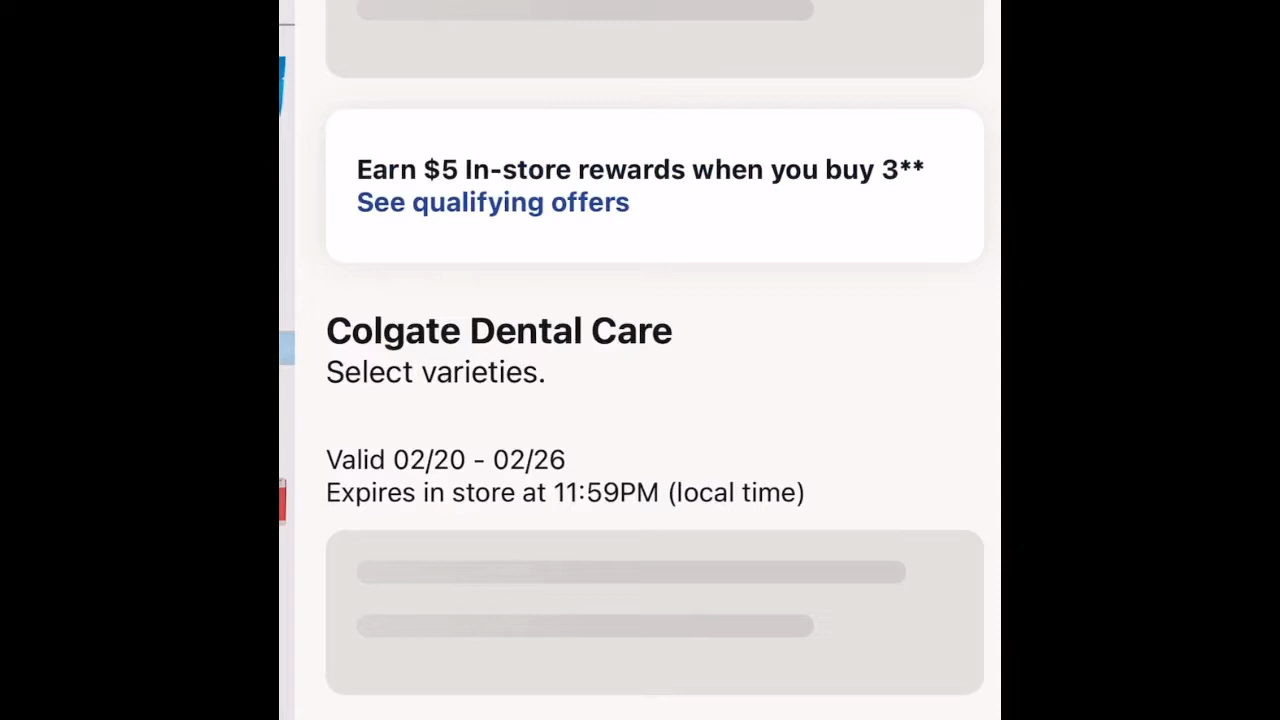 Earn $5 In-store rewards when you buy 3**
See qualifying offers
Colgate Dental Care
Select varieties.
Valid 02/20 - 02/26
Expires in store at 11:59PM (local time)